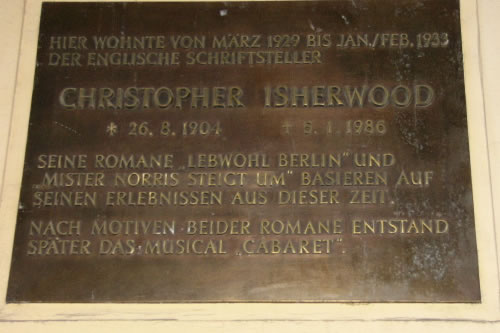 HIER WOHNTE VON MÄRZ 1929 BIS JAN./FEB. 1933
DER ENGLISCHE SCHRIFTSTELLER
CHRISTOPHER ISHERWOOD
* 26. 8. 1904 † 5. 1. 1986
SEINE ROMANE „LEBWOHL BERLIN" UND
„MISTER NORRIS STEIGT UM" BASIEREN AUF
SEINEN ERLEBNISSEN AUS DIESER ZEIT.
NACH MOTIVEN BEIDER ROMANE ENTSTAND
SPÄTER DAS MUSICAL „CABARET".